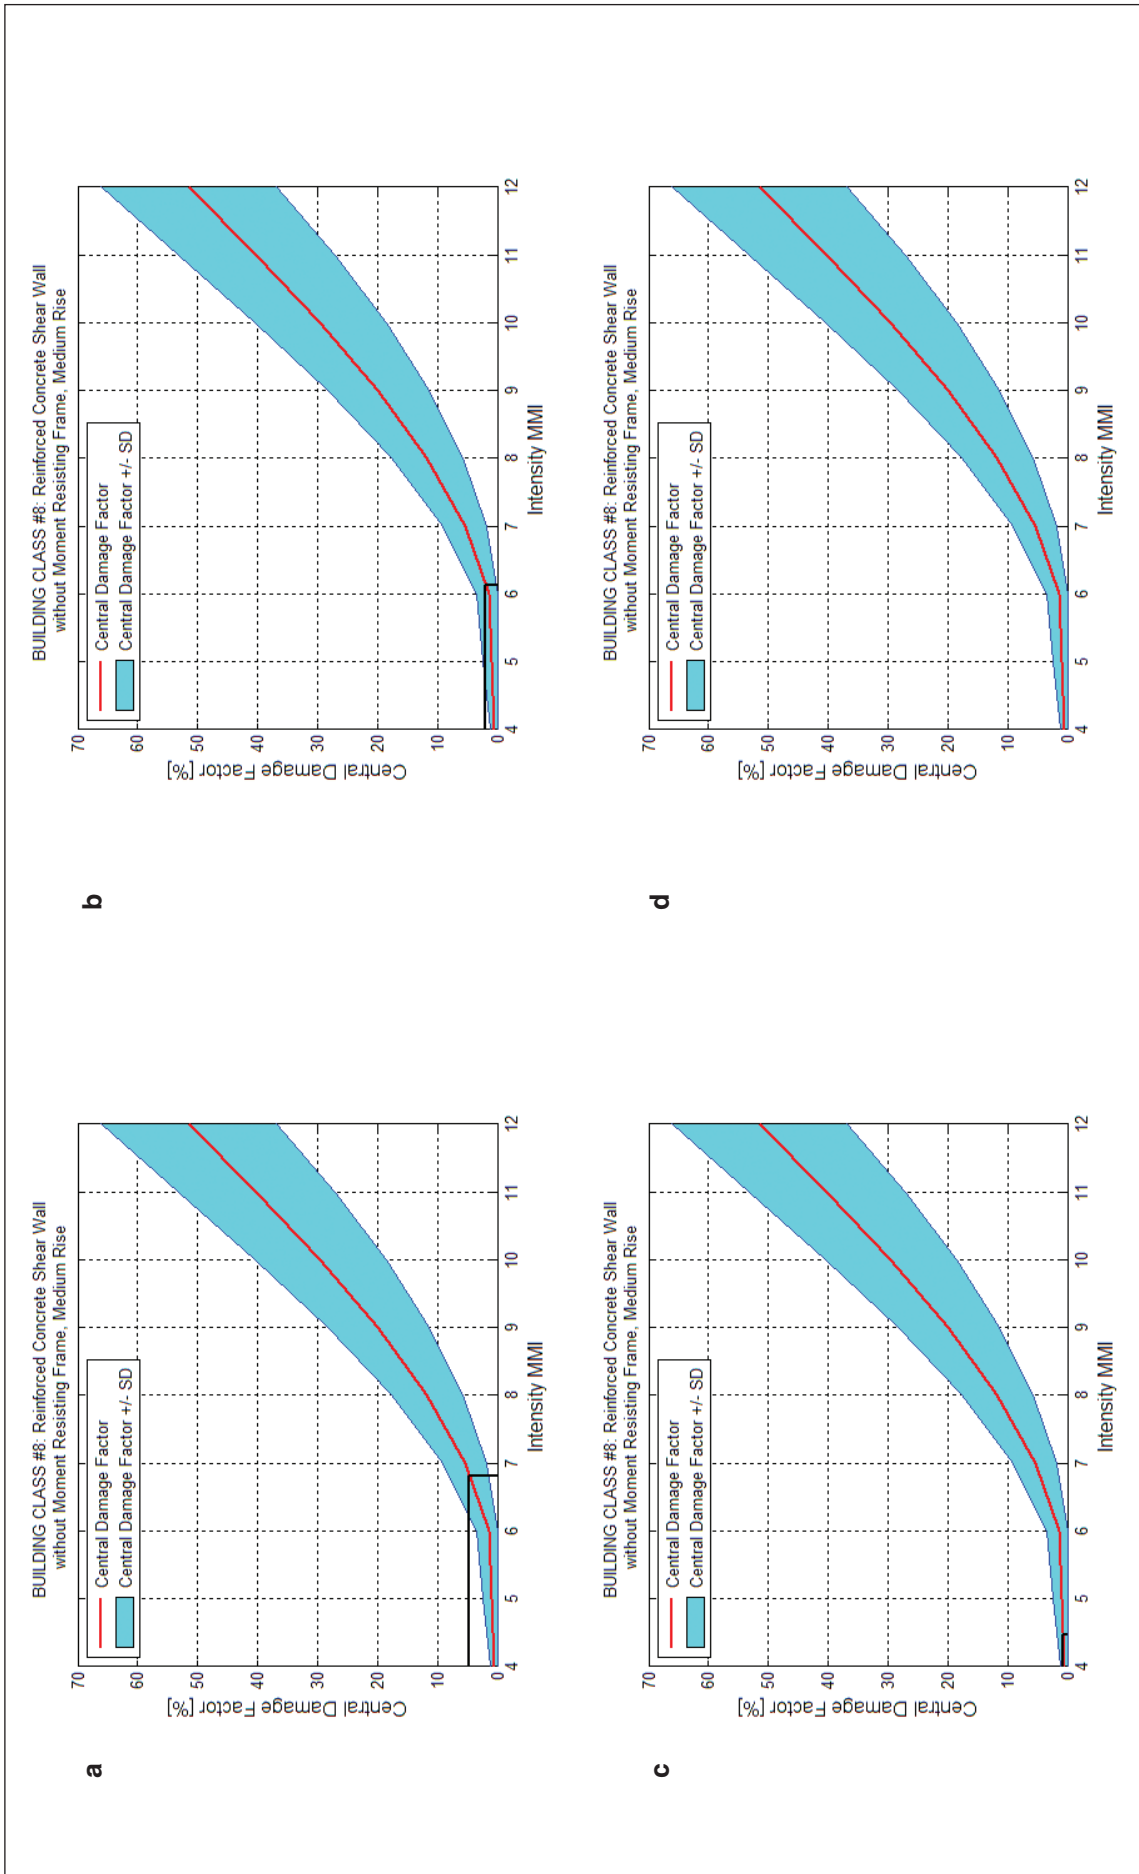 a
BUILDING CLASS #8: Reinforced Concrete Shear Wall
without Moment Resisting Frame, Medium Rise
Central Damage Factor
Central Damage Factor +/- SD
Central Damage Factor [%]
70
60
50
40
30
20
10
0
4 5 6 7 8 9 10 11 12
Intensity MMI
b
BUILDING CLASS #8: Reinforced Concrete Shear Wall
without Moment Resisting Frame, Medium Rise
Central Damage Factor
Central Damage Factor +/- SD
Central Damage Factor [%]
70
60
50
40
30
20
10
0
4 5 6 7 8 9 10 11 12
Intensity MMI
c
BUILDING CLASS #8: Reinforced Concrete Shear Wall
without Moment Resisting Frame, Medium Rise
Central Damage Factor
Central Damage Factor +/- SD
Central Damage Factor [%]
70
60
50
40
30
20
10
0
4 5 6 7 8 9 10 11 12
Intensity MMI
d
BUILDING CLASS #8: Reinforced Concrete Shear Wall
without Moment Resisting Frame, Medium Rise
Central Damage Factor
Central Damage Factor +/- SD
Central Damage Factor [%]
70
60
50
40
30
20
10
0
4 5 6 7 8 9 10 11 12
Intensity MMI